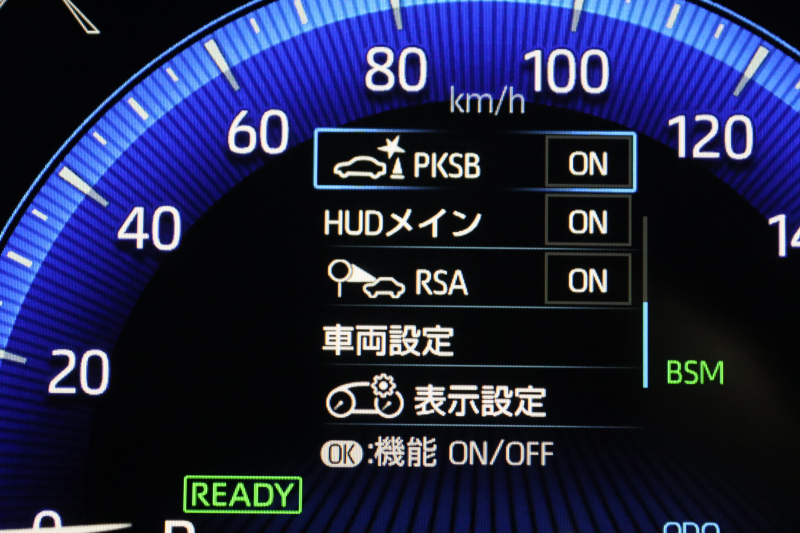 80
100
km/h
60
120
PKSB ON
40
HUDメイン ON
RSA ON
車両設定
20
BSM
表示設定
OK:機能 ON/OFF
READY